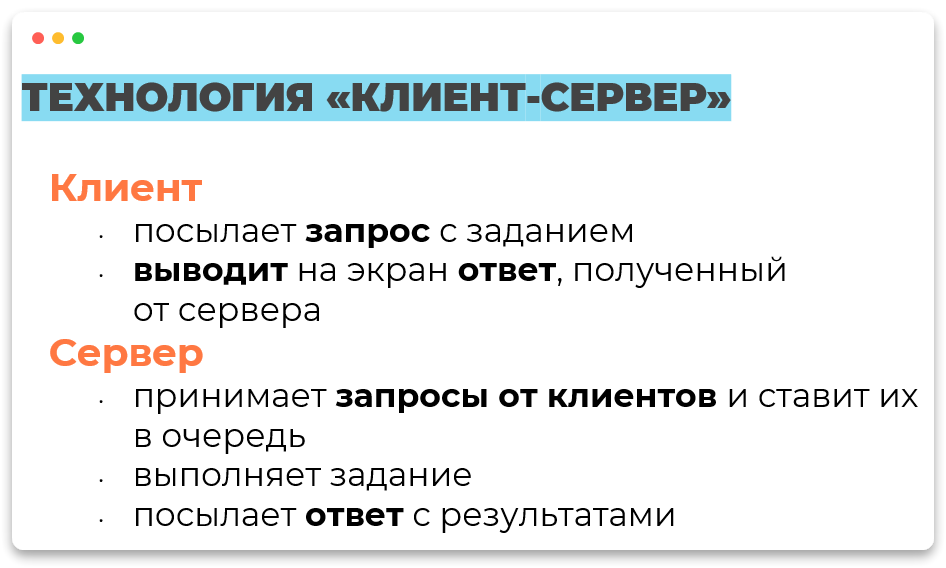 ТЕХНОЛОГИЯ «КЛИЕНТ-СЕРВЕР»
Клиент
· посылает запрос с заданием
· выводит на экран ответ, полученный
от сервера
Сервер
· принимает запросы от клиентов и ставит их
в очередь
· выполняет задание
· посылает ответ с результатами